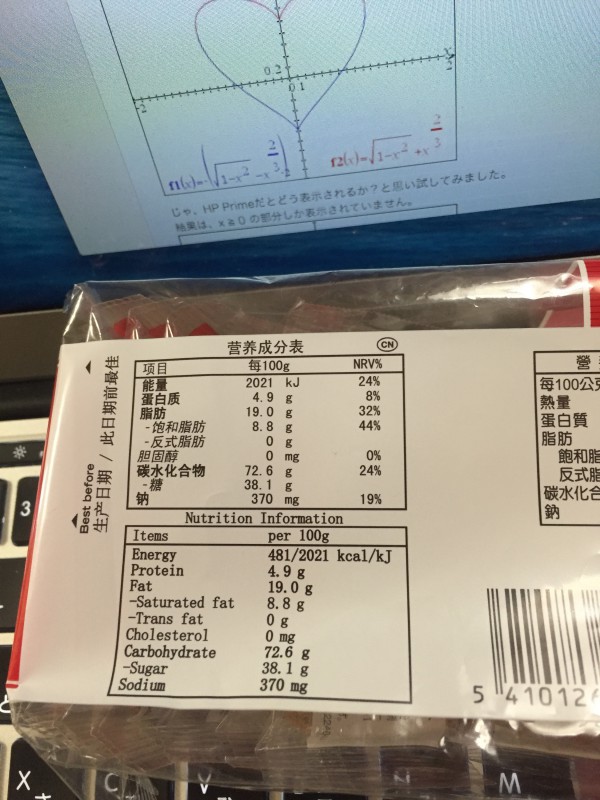 2
0.2
0.1
-2
x
2
f1(x)=-(√1-x² -x^(2/3))
f2(x)=√1-x² +x^(2/3)
じゃ、HP Primeだとどう表示されるか？と思い試してみました。
結果は、x≧0 の部分しか表示されていません。
Best before
生产日期 / 此日期前最佳
营养成分表
CN
项目 每100g NRV%
能量 2021 kJ 24%
蛋白质 4.9 g 8%
脂肪 19.0 g 32%
-饱和脂肪 8.8 g 44%
-反式脂肪 0 g
胆固醇 0 mg 0%
碳水化合物 72.6 g 24%
-糖 38.1 g
钠 370 mg 19%
Nutrition Information
Items per 100g
Energy 481/2021 kcal/kJ
Protein 4.9 g
Fat 19.0 g
-Saturated fat 8.8 g
-Trans fat 0 g
Cholesterol 0 mg
Carbohydrate 72.6 g
-Sugar 38.1 g
Sodium 370 mg
營
每100公克
熱量
蛋白質
脂肪
飽和脂
反式脂
碳水化合
鈉
5 410126
3
X
C
V
N
M